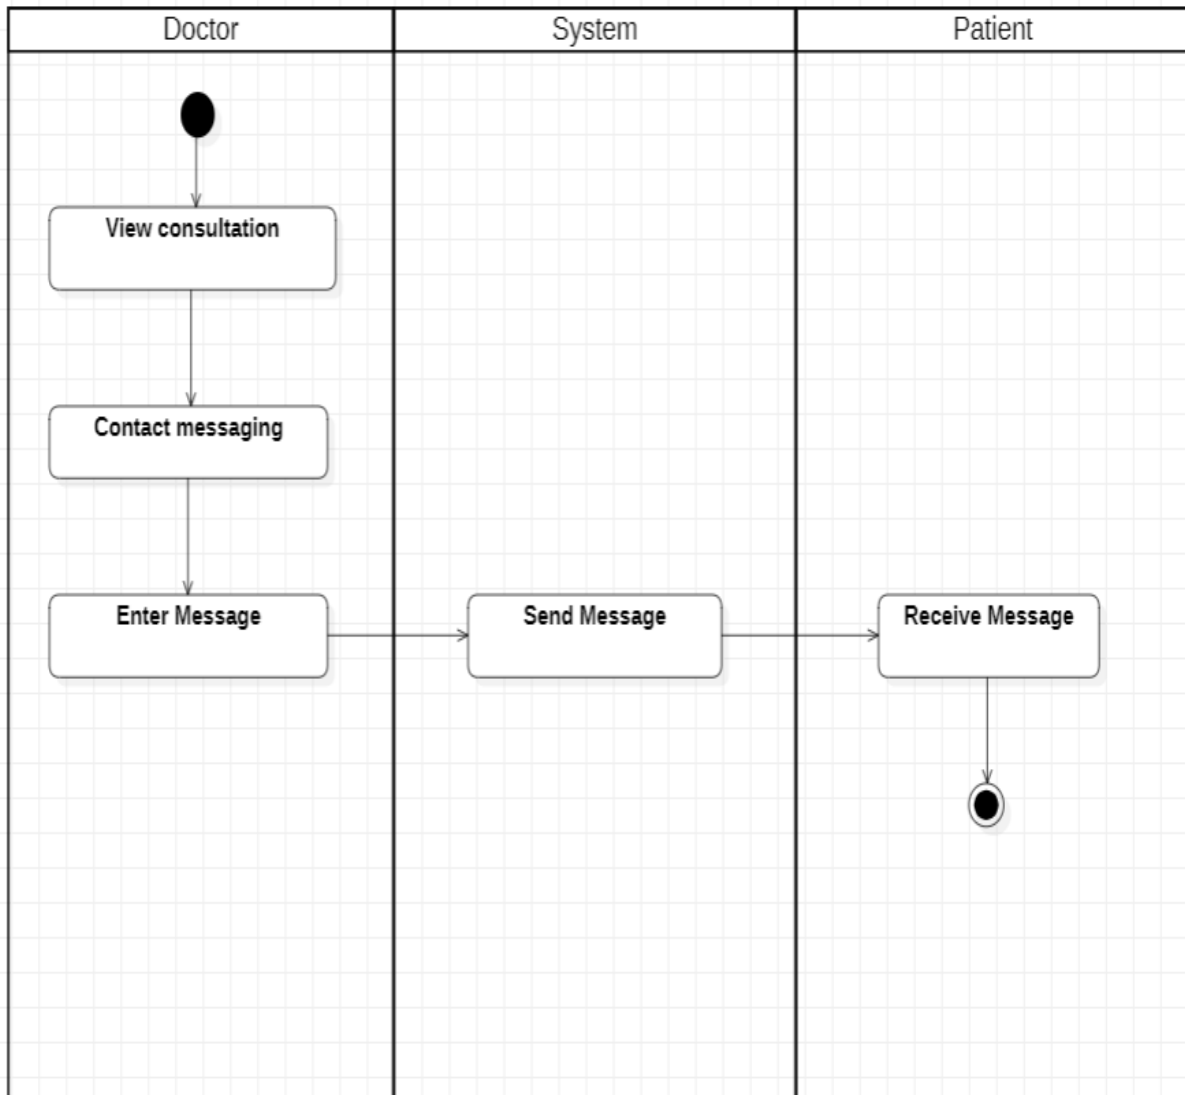 Doctor
System
Patient
View consultation
Contact messaging
Enter Message
Send Message
Receive Message